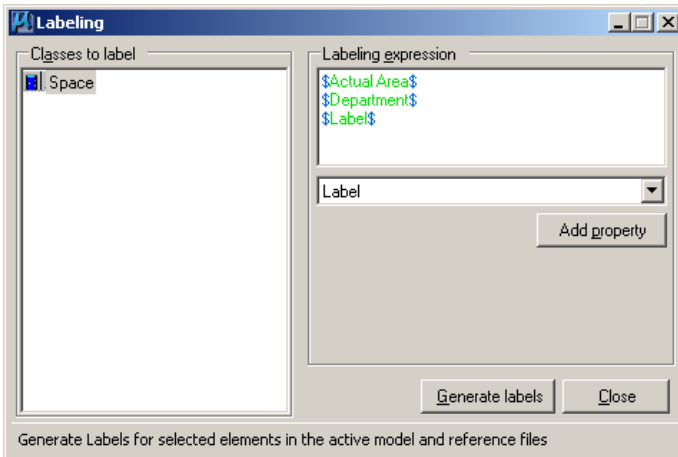 Labeling
Classes to label
Space
Labeling expression
$Actual Area$
$Department$
$Label$
Label
Add property
Generate labels
Close
Generate Labels for selected elements in the active model and reference files